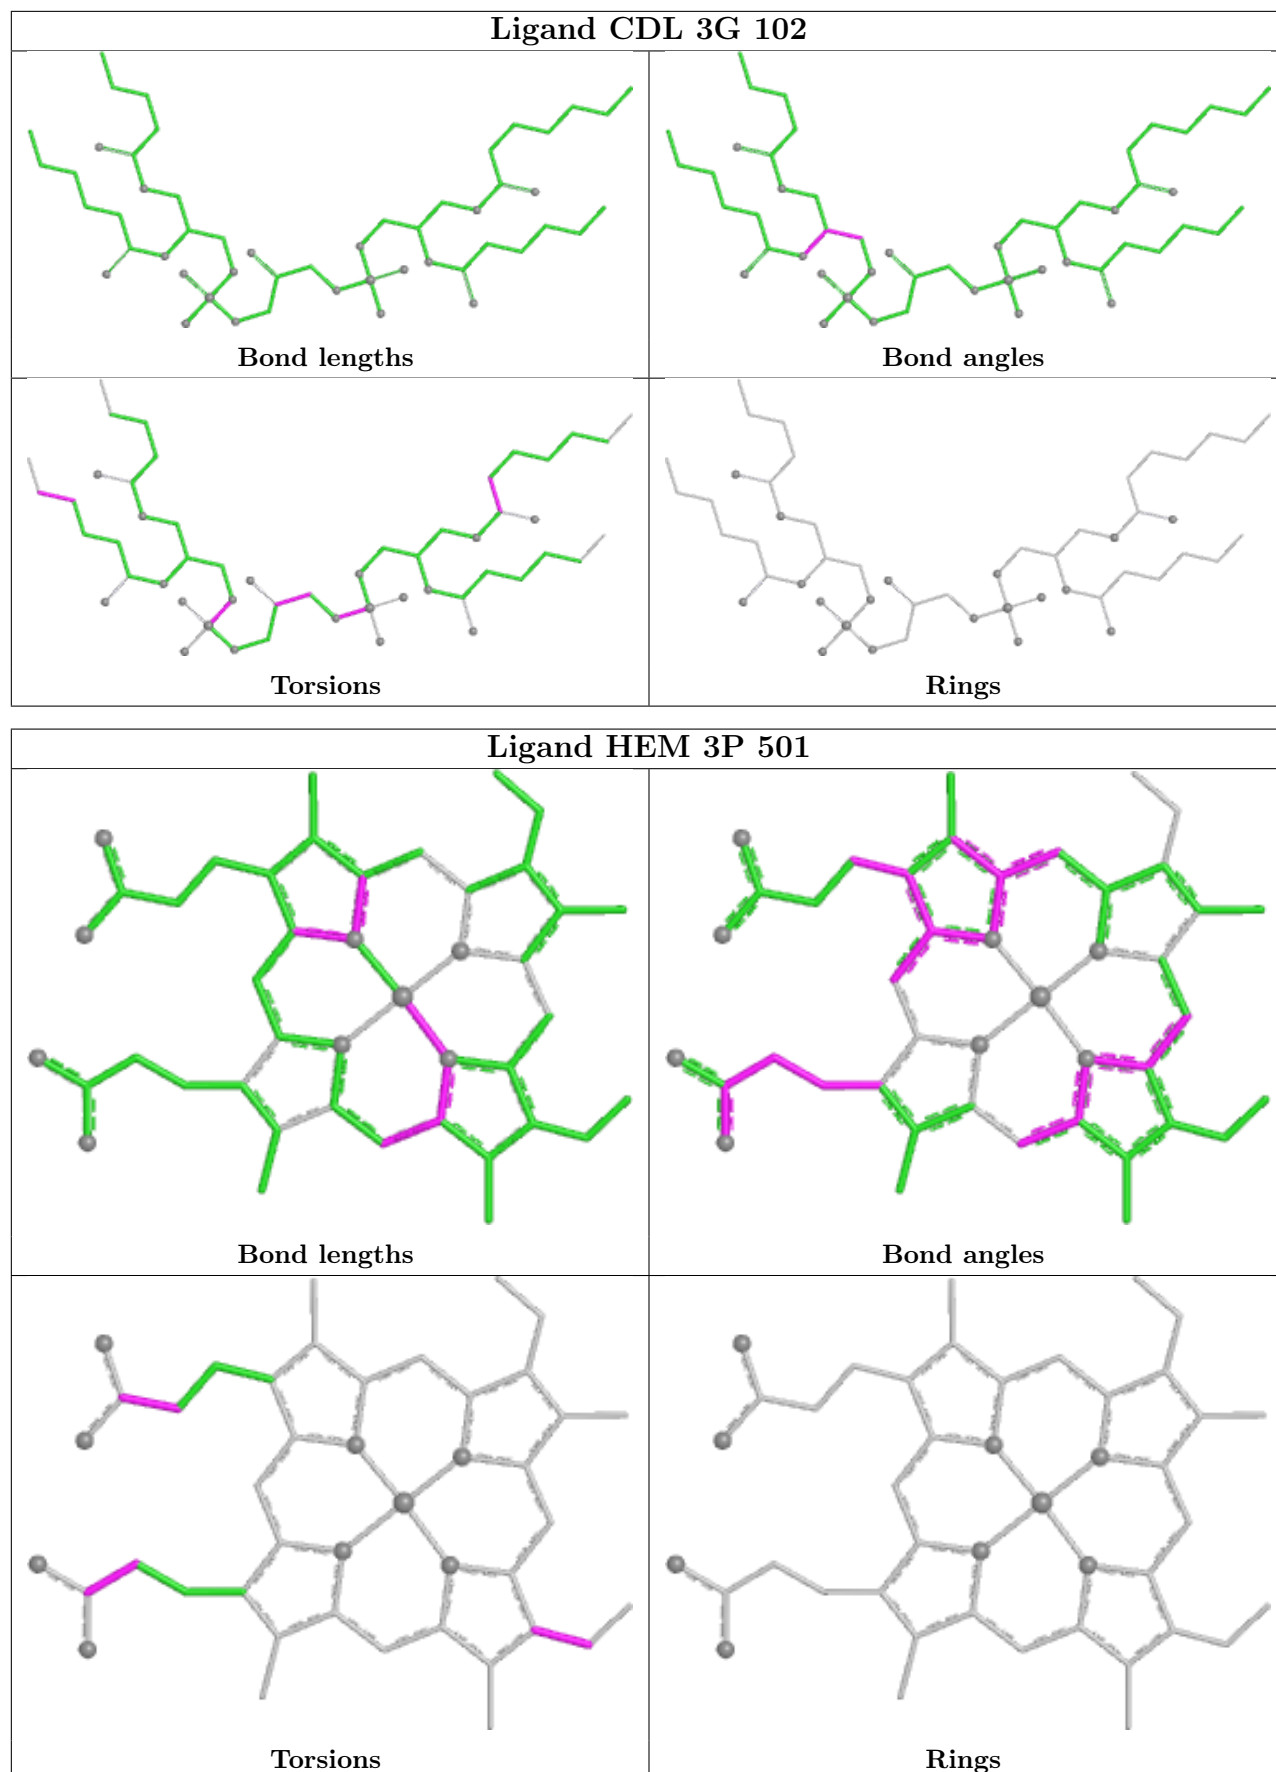 Ligand CDL 3G 102
Bond lengths
Bond angles
Torsions
Rings
Ligand HEM 3P 501
Bond lengths
Bond angles
Torsions
Rings